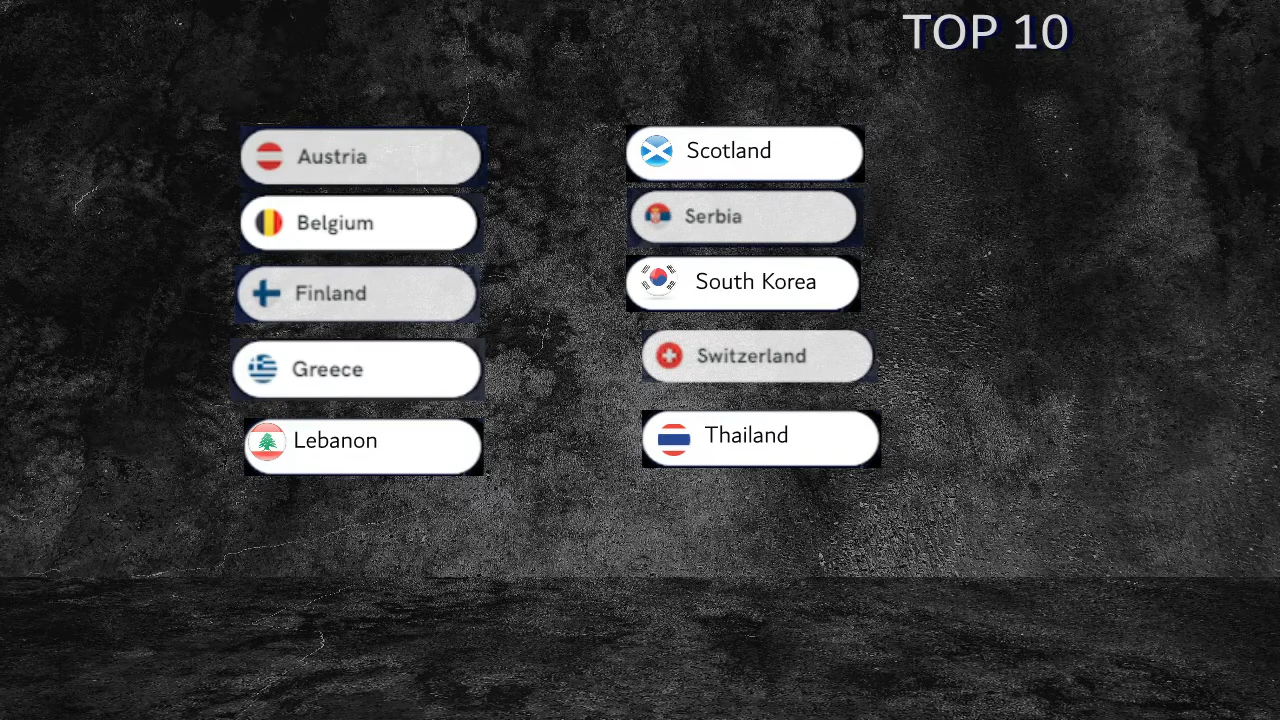 TOP 10
Austria
Belgium
Finland
Greece
Lebanon
Scotland
Serbia
South Korea
Switzerland
Thailand